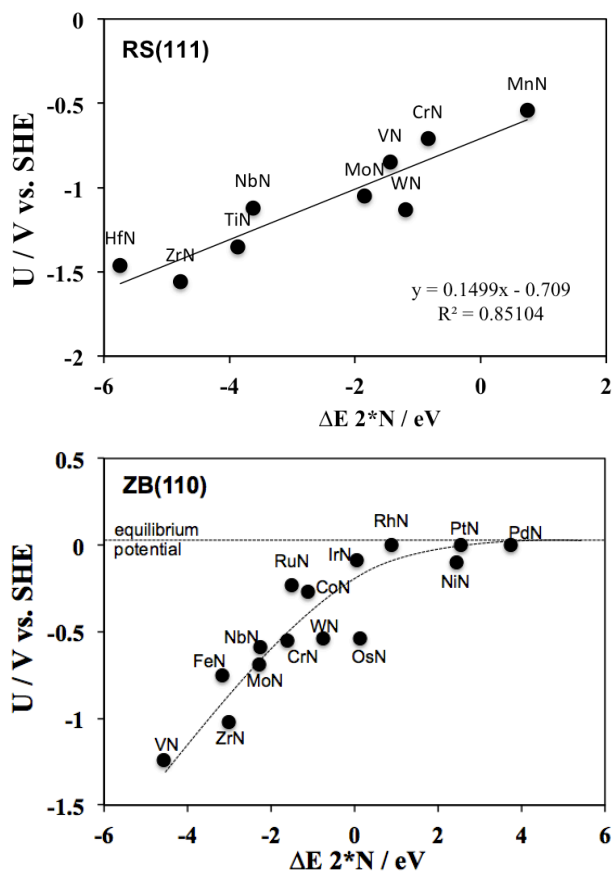 RS(111)
U / V vs. SHE
0
-0.5
-1
-1.5
-2
HfN
ZrN
TiN
NbN
MoN
VN
WN
CrN
MnN
y = 0.1499x - 0.709
R² = 0.85104
-6
-4
-2
0
2
ΔE 2*N / eV
ZB(110)
U / V vs. SHE
0.5
0
-0.5
-1
-1.5
equilibrium
potential
VN
FeN
ZrN
NbN
MoN
RuN
CrN
CoN
WN
IrN
OsN
RhN
PtN
NiN
PdN
-6
-4
-2
0
2
4
6
ΔE 2*N / eV